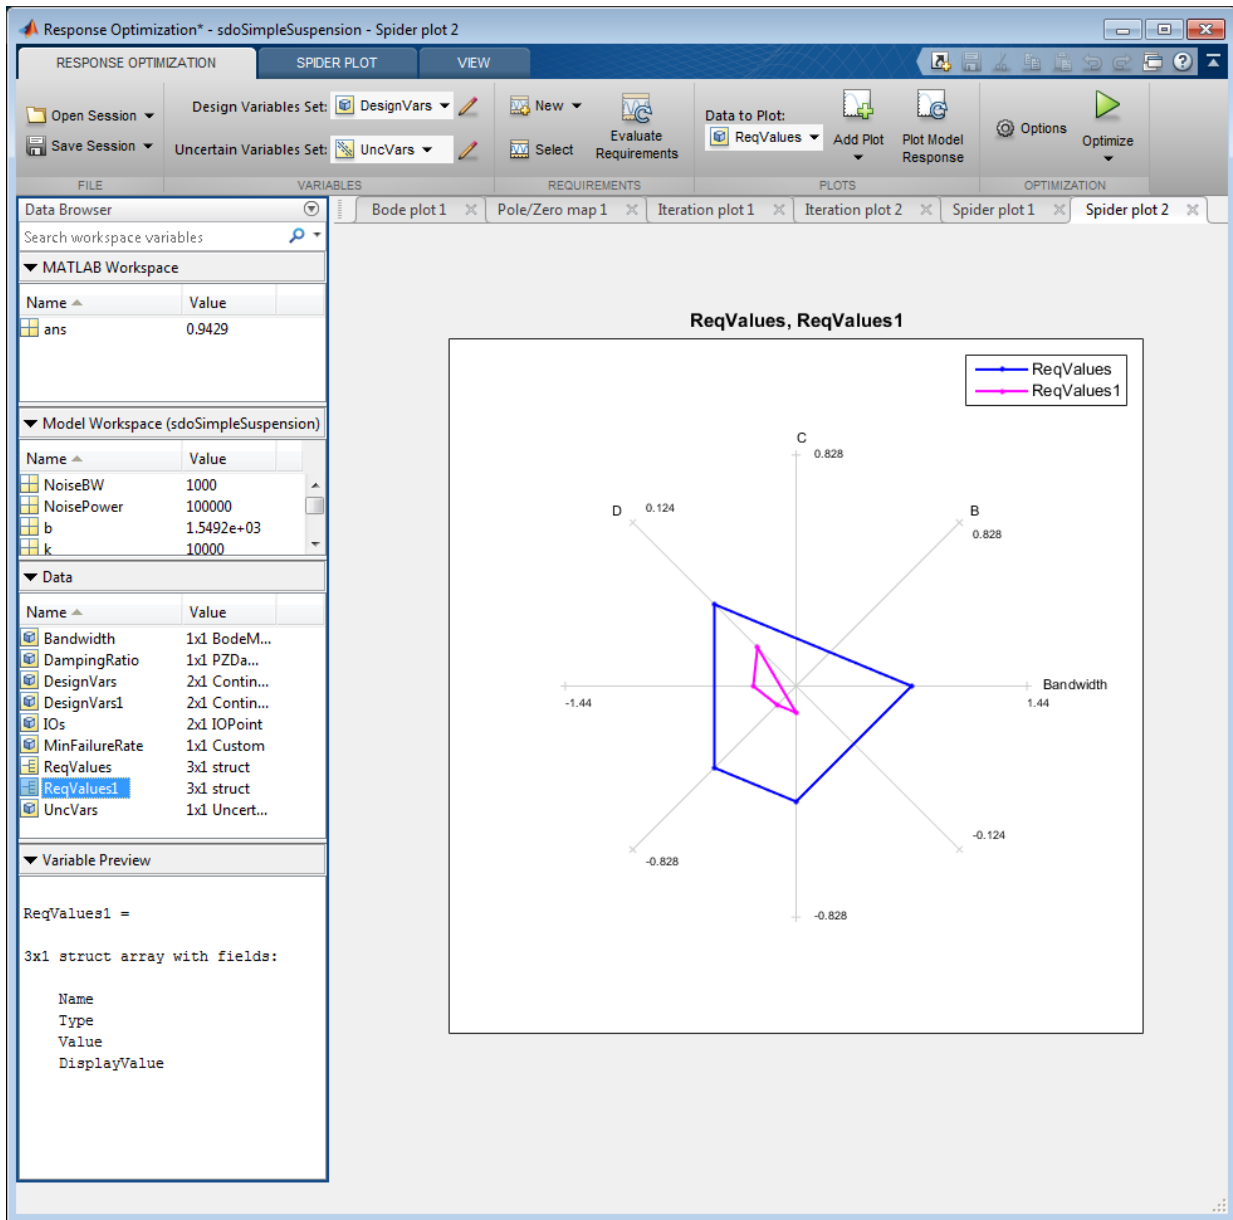 Response Optimization* - sdoSimpleSuspension - Spider plot 2
RESPONSE OPTIMIZATION SPIDER PLOT VIEW
Open Session
Save Session
FILE
Design Variables Set: DesignVars
Uncertain Variables Set: UncVars
VARIABLES
New
Select
Evaluate
Requirements
REQUIREMENTS
Data to Plot:
ReqValues
Add Plot
Plot Model
Response
PLOTS
Options
Optimize
OPTIMIZATION
Data Browser
Search workspace variables
MATLAB Workspace
Name Value
ans 0.9429
Model Workspace (sdoSimpleSuspension)
Name Value
NoiseBW 1000
NoisePower 100000
b 1.5492e+03
k 10000
Data
Name Value
Bandwidth 1x1 BodeM...
DampingRatio 1x1 PZDa...
DesignVars 2x1 Contin...
DesignVars1 2x1 Contin...
IOs 2x1 IOPoint
MinFailureRate 1x1 Custom
ReqValues 3x1 struct
ReqValues1 3x1 struct
UncVars 1x1 Uncert...
Variable Preview
ReqValues1 =
3x1 struct array with fields:
Name
Type
Value
DisplayValue
Bode plot 1 Pole/Zero map 1 Iteration plot 1 Iteration plot 2 Spider plot 1 Spider plot 2
ReqValues, ReqValues1
ReqValues
ReqValues1
C
0.828
D 0.124
B
0.828
Bandwidth
-1.44
1.44
-0.124
-0.828
-0.828